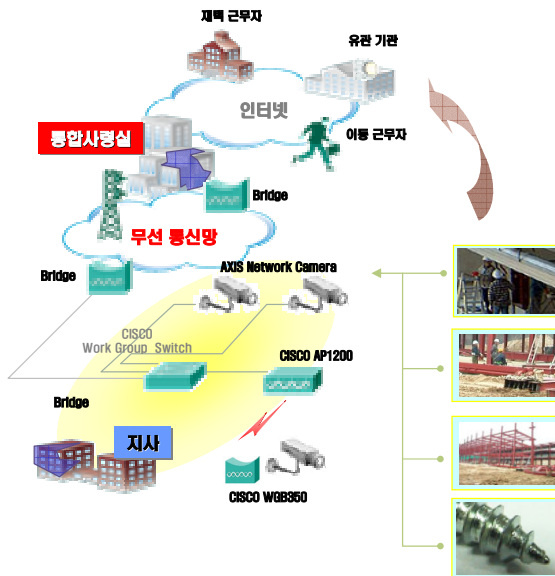 재택 근무자
유관 기관
인터넷
통합사령실
이동 근무자
Bridge
무선 통신망
Bridge
AXIS Network Camera
CISCO
Work Group Switch
CISCO AP1200
Bridge
지사
CISCO WGB350